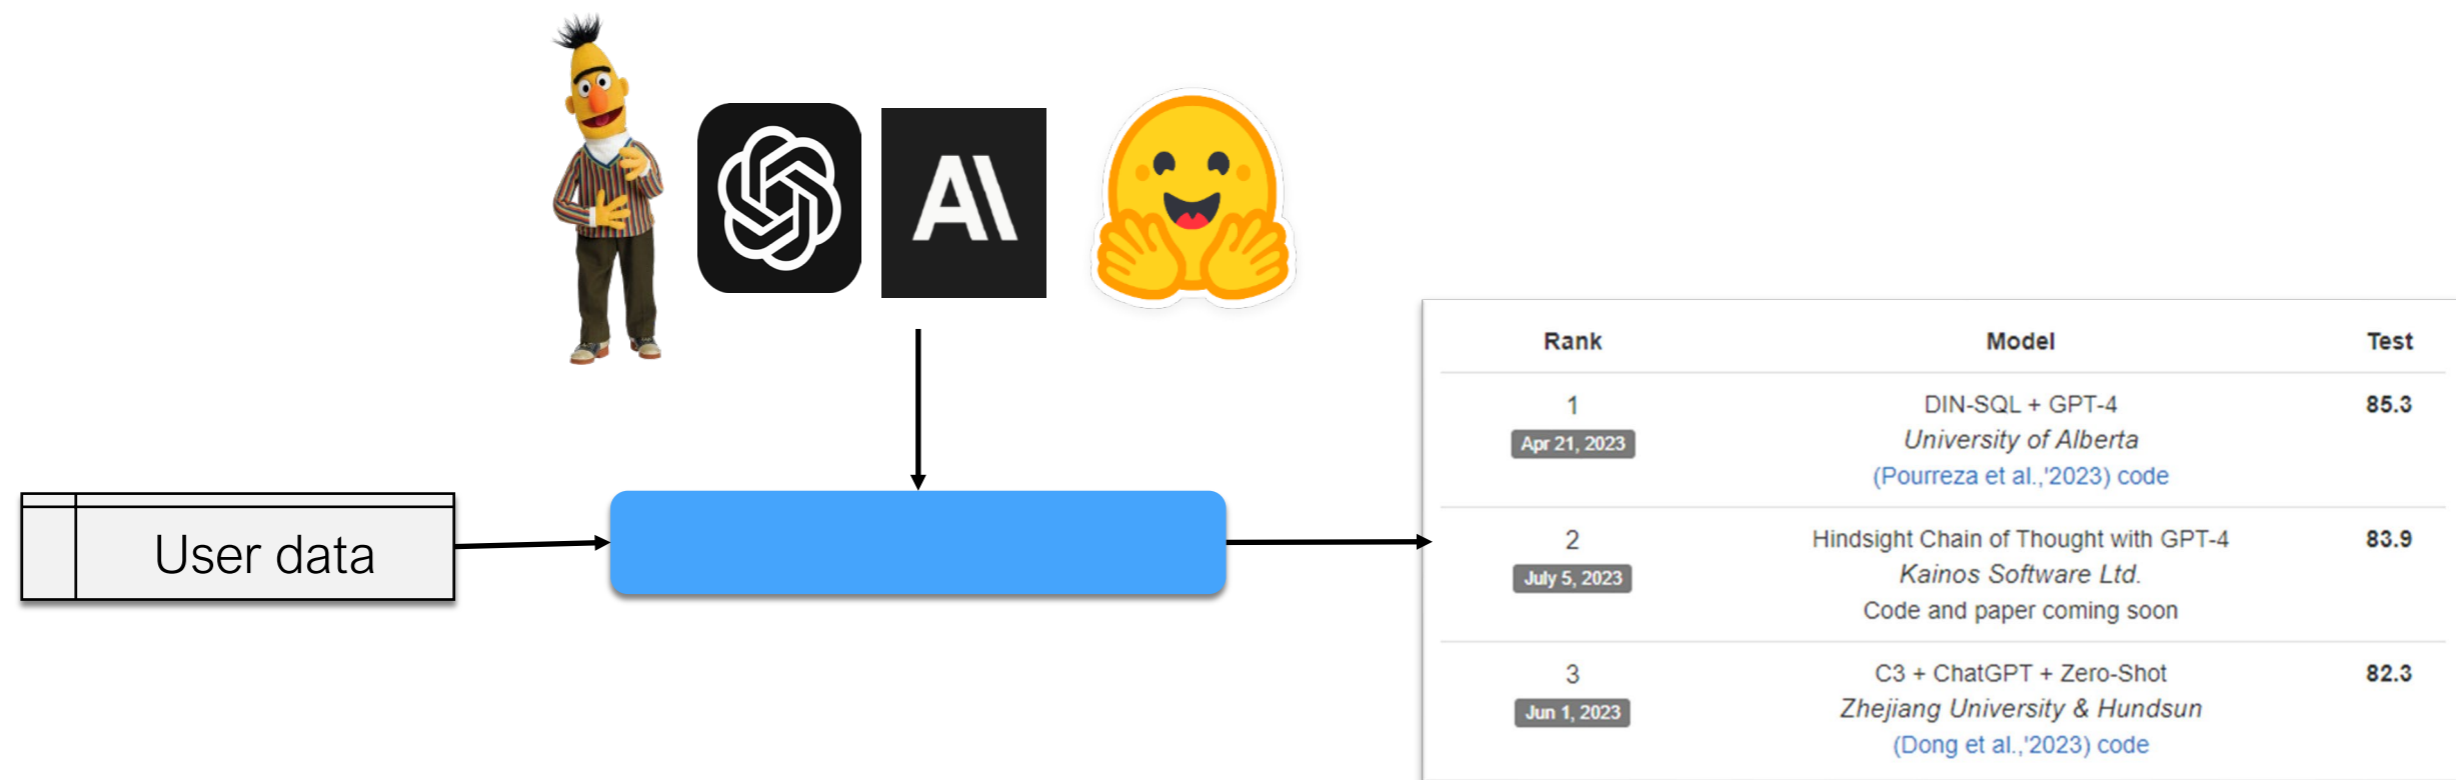 AI
User data
Rank Model Test
1 DIN-SQL + GPT-4 85.3
Apr 21, 2023 University of Alberta
(Pourreza et al.,'2023) code
2 Hindsight Chain of Thought with GPT-4 83.9
July 5, 2023 Kainos Software Ltd.
Code and paper coming soon
3 C3 + ChatGPT + Zero-Shot 82.3
Jun 1, 2023 Zhejiang University & Hundsun
(Dong et al.,'2023) code